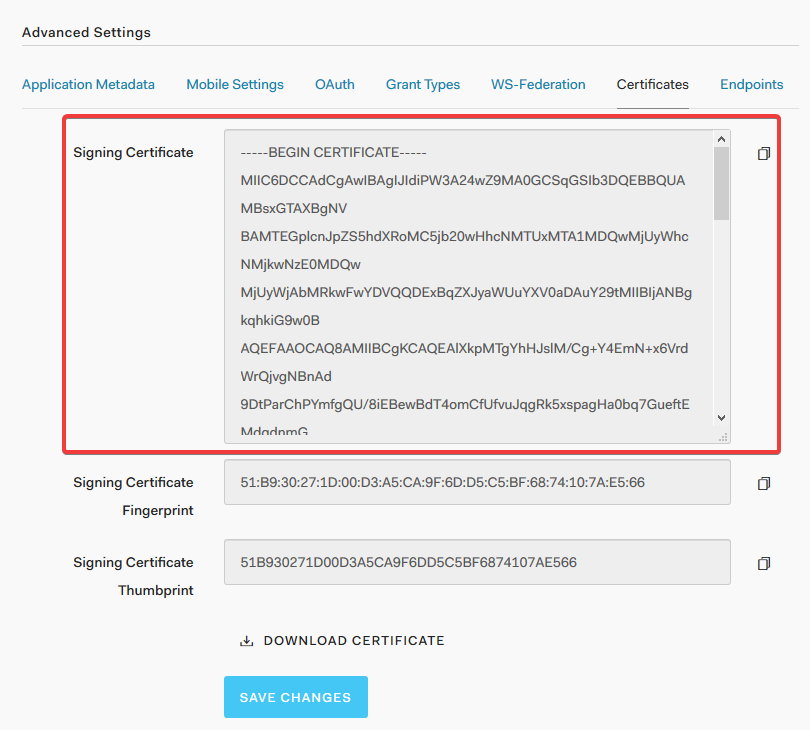 Advanced Settings
Application Metadata Mobile Settings OAuth Grant Types WS-Federation Certificates Endpoints
Signing Certificate
-----BEGIN CERTIFICATE-----
MIIC6DCCAdCgAwIBAgIJIdiPW3A24wZ9MA0GCSqGSIb3DQEBBQUA
MBsxGTAXBgNV
BAMTEGplcnJpZS5hdXRoMC5jb20wHhcNMTUxMTA1MDQwMjUyWhc
NMjkwNzE0MDQw
MjUyWjAbMRkwFwYDVQQDExBqZXJyaWUuYXV0aDAuY29tMIIBIjANBg
kqhkiG9w0B
AQEFAAOCAQ8AMIIBCgKCAQEAlXkpMTgYhHJslM/Cg+Y4EmN+x6Vrd
WrQjvgNBnAd
9DtParChPYmfgQU/8iEBewBdT4omCfUfvuJqgRk5xspagHa0bq7GueftE
Mdqdnm​G
Signing Certificate
Fingerprint
51:B9:30:27:1D:00:D3:A5:CA:9F:6D:D5:C5:BF:68:74:10:7A:E5:66
Signing Certificate
Thumbprint
51B930271D00D3A5CA9F6DD5C5BF6874107AE566
DOWNLOAD CERTIFICATE
SAVE CHANGES